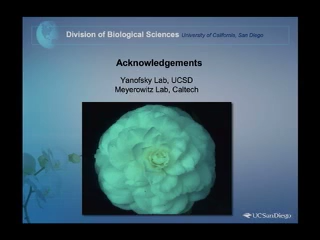 Division of Biological Sciences University of California, San Diego
Acknowledgements
Yanofsky Lab, UCSD
Meyerowitz Lab, Caltech
UCSanDiego